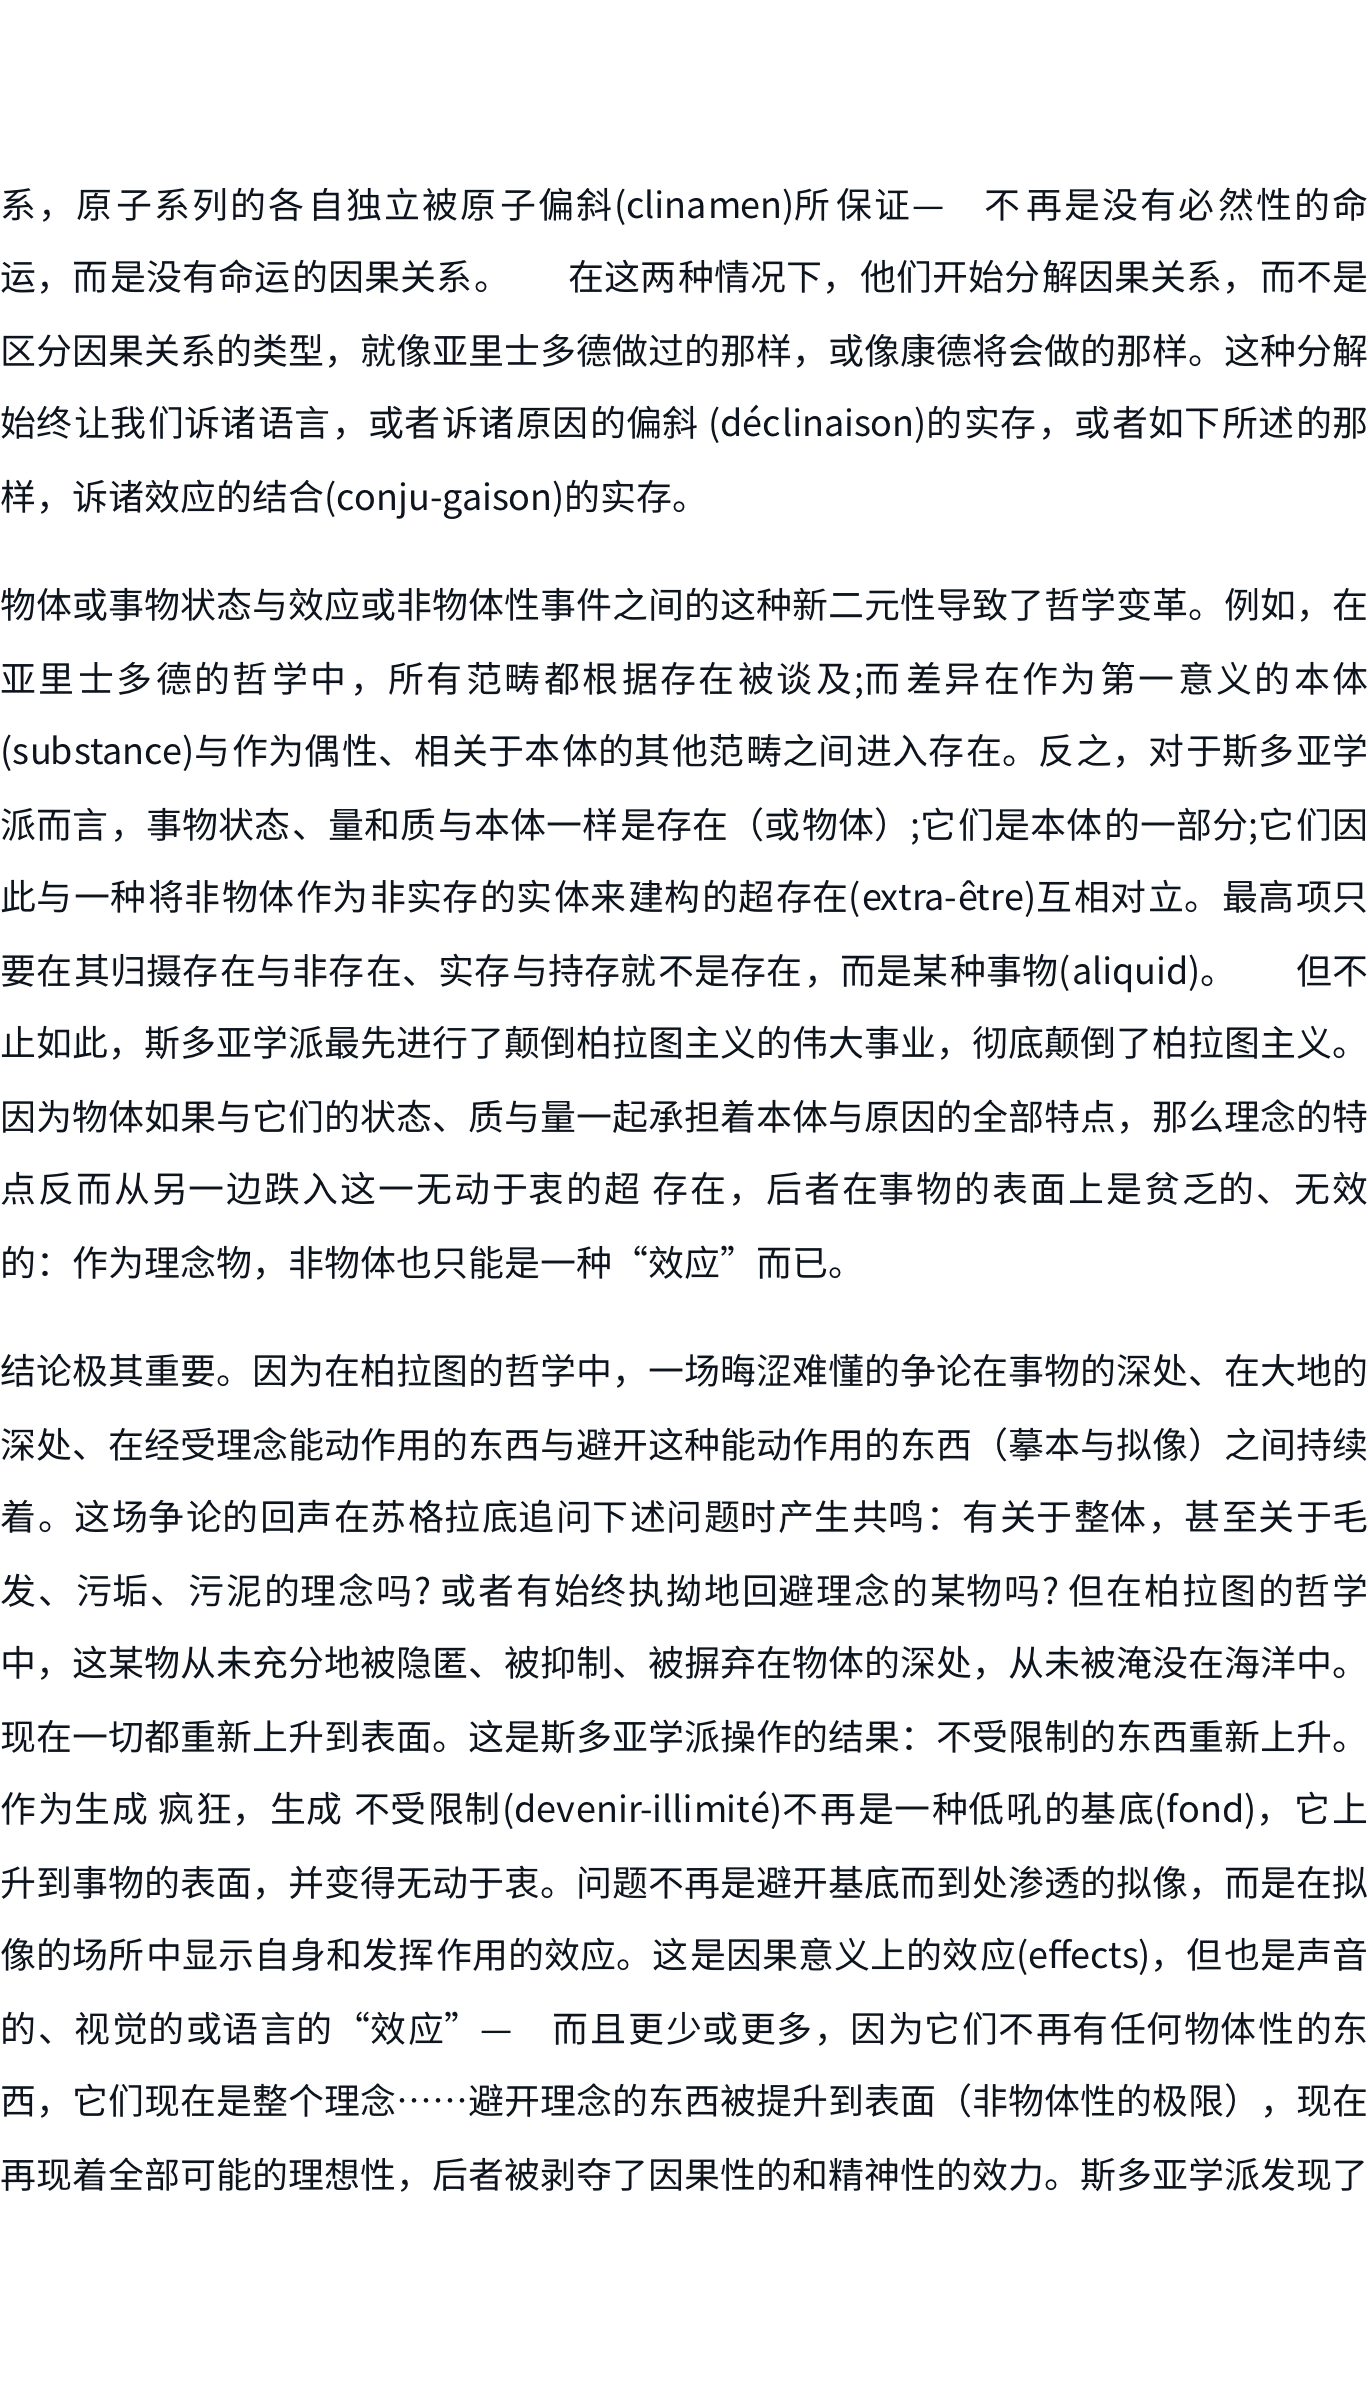 系，原子系列的各自独立被原子偏斜(clinamen)所保证—　不再是没有必然性的命
运，而是没有命运的因果关系。　　在这两种情况下，他们开始分解因果关系，而不是
区分因果关系的类型，就像亚里士多德做过的那样，或像康德将会做的那样。这种分解
始终让我们诉诸语言，或者诉诸原因的偏斜 (déclinaison)的实存，或者如下所述的那
样，诉诸效应的结合(conju-gaison)的实存。
物体或事物状态与效应或非物体性事件之间的这种新二元性导致了哲学变革。例如，在
亚里士多德的哲学中，所有范畴都根据存在被谈及;而差异在作为第一意义的本体
(substance)与作为偶性、相关于本体的其他范畴之间进入存在。反之，对于斯多亚学
派而言，事物状态、量和质与本体一样是存在（或物体）;它们是本体的一部分;它们因
此与一种将非物体作为非实存的实体来建构的超存在(extra-être)互相对立。最高项只
要在其归摄存在与非存在、实存与持存就不是存在，而是某种事物(aliquid)。　　但不
止如此，斯多亚学派最先进行了颠倒柏拉图主义的伟大事业，彻底颠倒了柏拉图主义。
因为物体如果与它们的状态、质与量一起承担着本体与原因的全部特点，那么理念的特
点反而从另一边跌入这一无动于衷的超 存在，后者在事物的表面上是贫乏的、无效
的：作为理念物，非物体也只能是一种“效应”而已。
结论极其重要。因为在柏拉图的哲学中，一场晦涩难懂的争论在事物的深处、在大地的
深处、在经受理念能动作用的东西与避开这种能动作用的东西（摹本与拟像）之间持续
着。这场争论的回声在苏格拉底追问下述问题时产生共鸣：有关于整体，甚至关于毛
发、污垢、污泥的理念吗? 或者有始终执拗地回避理念的某物吗? 但在柏拉图的哲学
中，这某物从未充分地被隐匿、被抑制、被摒弃在物体的深处，从未被淹没在海洋中。
现在一切都重新上升到表面。这是斯多亚学派操作的结果：不受限制的东西重新上升。
作为生成 疯狂，生成 不受限制(devenir-illimité)不再是一种低吼的基底(fond)，它上
升到事物的表面，并变得无动于衷。问题不再是避开基底而到处渗透的拟像，而是在拟
像的场所中显示自身和发挥作用的效应。这是因果意义上的效应(effects)，但也是声音
的、视觉的或语言的“效应”—　而且更少或更多，因为它们不再有任何物体性的东
西，它们现在是整个理念……避开理念的东西被提升到表面（非物体性的极限），现在
再现着全部可能的理想性，后者被剥夺了因果性的和精神性的效力。斯多亚学派发现了